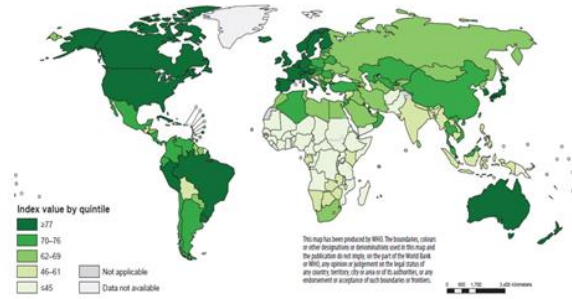 Index value by quintile
≥77
70–76
62–69
46–61
≤45
Not applicable
Data not available
This map has been produced by WHO. The boundaries, colours
or other designations or denominations used in this map and
the publication do not imply, on the part of the World Bank
or WHO, any opinion or judgement on the legal status of
any country, territory, city or area or of its authorities, or any
endorsement or acceptance of such boundaries or frontiers.